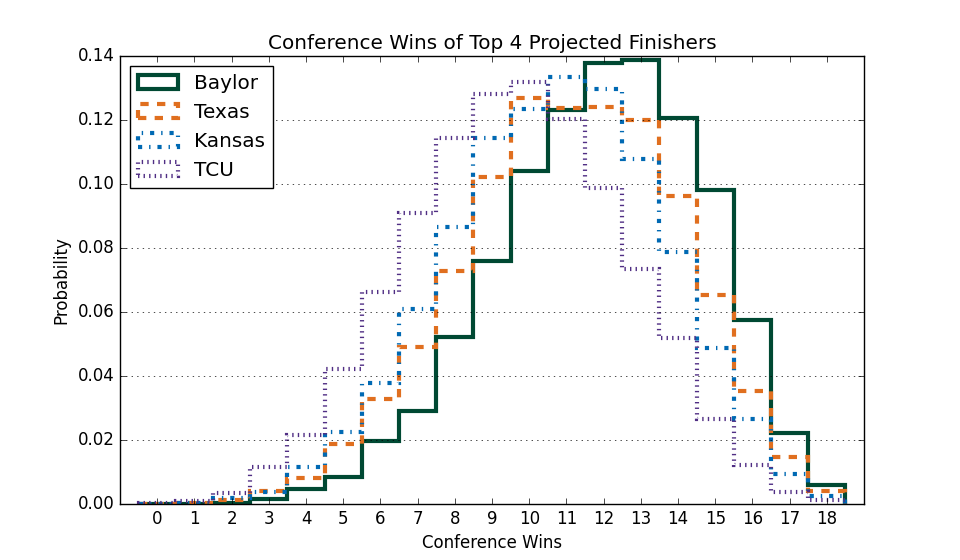 Conference Wins of Top 4 Projected Finishers
Baylor
Texas
Kansas
TCU
Probability
0.14
0.12
0.10
0.08
0.06
0.04
0.02
0.00
0 1 2 3 4 5 6 7 8 9 10 11 12 13 14 15 16 17 18
Conference Wins